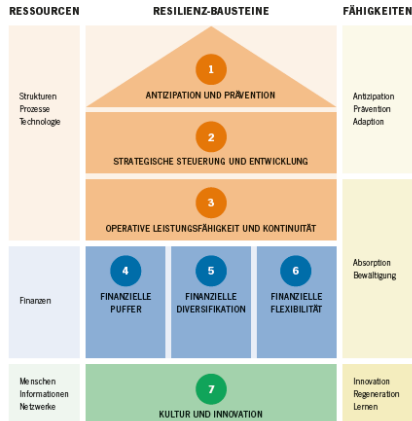 RESSOURCEN
RESILIENZ-BAUSTEINE
FÄHIGKEITEN
Strukturen
Prozesse
Technologie
1
ANTIZIPATION UND PRÄVENTION
Antizipation
Prävention
Adaption
2
STRATEGISCHE STEUERUNG UND ENTWICKLUNG
3
OPERATIVE LEISTUNGSFÄHIGKEIT UND KONTINUITÄT
Finanzen
4
FINANZIELLE
PUFFER
5
FINANZIELLE
DIVERSIFIKATION
6
FINANZIELLE
FLEXIBILITÄT
Absorption
Bewältigung
Menschen
Informationen
Netzwerke
7
KULTUR UND INNOVATION
Innovation
Regeneration
Lernen